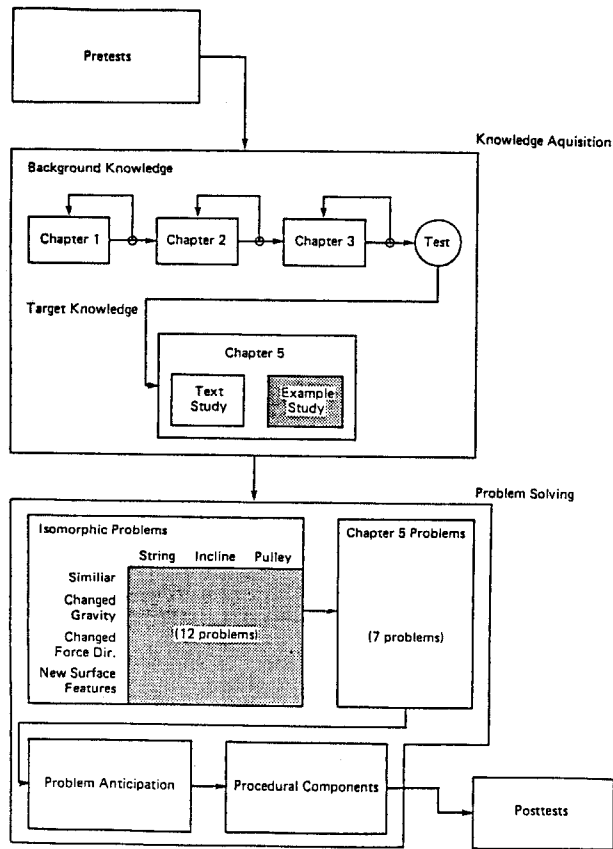 Pretests
Knowledge Aquisition
Background Knowledge
Chapter 1
Chapter 2
Chapter 3
Test
Target Knowledge
Chapter 5
Text
Study
Example
Study
Problem Solving
Isomorphic Problems
String Incline Pulley
Similiar
Changed
Gravity
Changed
Force Dir.
New Surface
Features
(12 problems)
Chapter 5 Problems
(7 problems)
Problem Anticipation
Procedural Components
Posttests